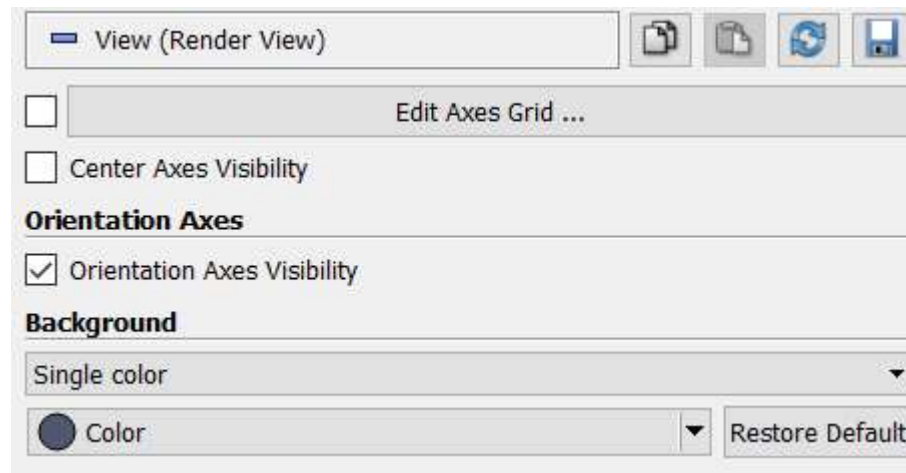 View (Render View)
Edit Axes Grid ...
Center Axes Visibility
Orientation Axes
Orientation Axes Visibility
Background
Single color
Color Restore Default